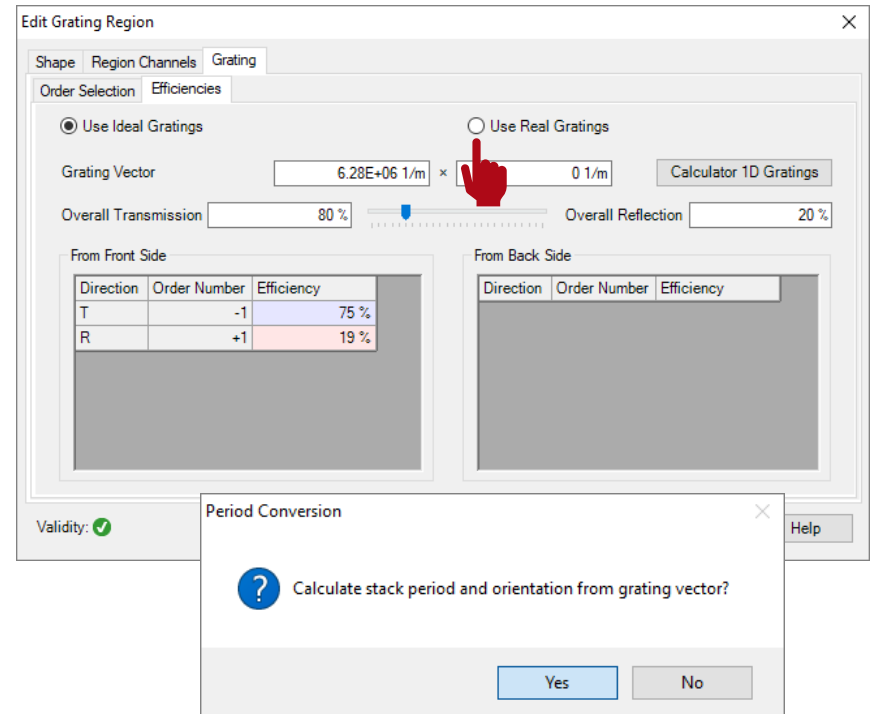 Edit Grating Region
Shape Region Channels Grating
Order Selection Efficiencies
Use Ideal Gratings Use Real Gratings
Grating Vector 6.28E+06 1/m × 0 1/m Calculator 1D Gratings
Overall Transmission 80 % Overall Reflection 20 %
From Front Side From Back Side
Direction Order Number Efficiency Direction Order Number Efficiency
T -1 75 %
R +1 19 %
Validity: Help
Period Conversion
? Calculate stack period and orientation from grating vector?
Yes No